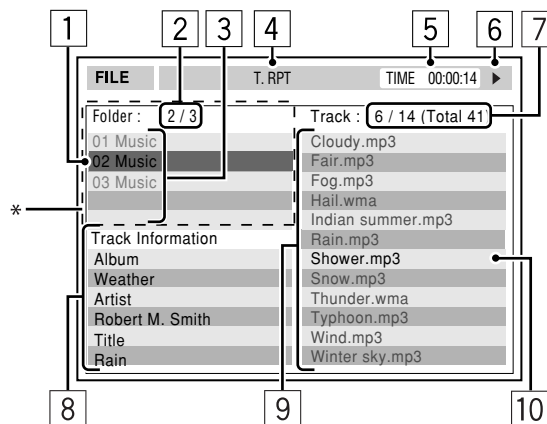 1 2 3 4 5 6 7
FILE T. RPT TIME 00:00:14
Folder : 2 / 3
01 Music
02 Music
03 Music
*
Track Information
Album
Weather
Artist
Robert M. Smith
Title
Rain
Track : 6 / 14 (Total 41)
Cloudy.mp3
Fair.mp3
Fog.mp3
Hail.wma
Indian summer.mp3
Rain.mp3
Shower.mp3
Snow.mp3
Thunder.wma
Typhoon.mp3
Wind.mp3
Winter sky.mp3
8 9 10